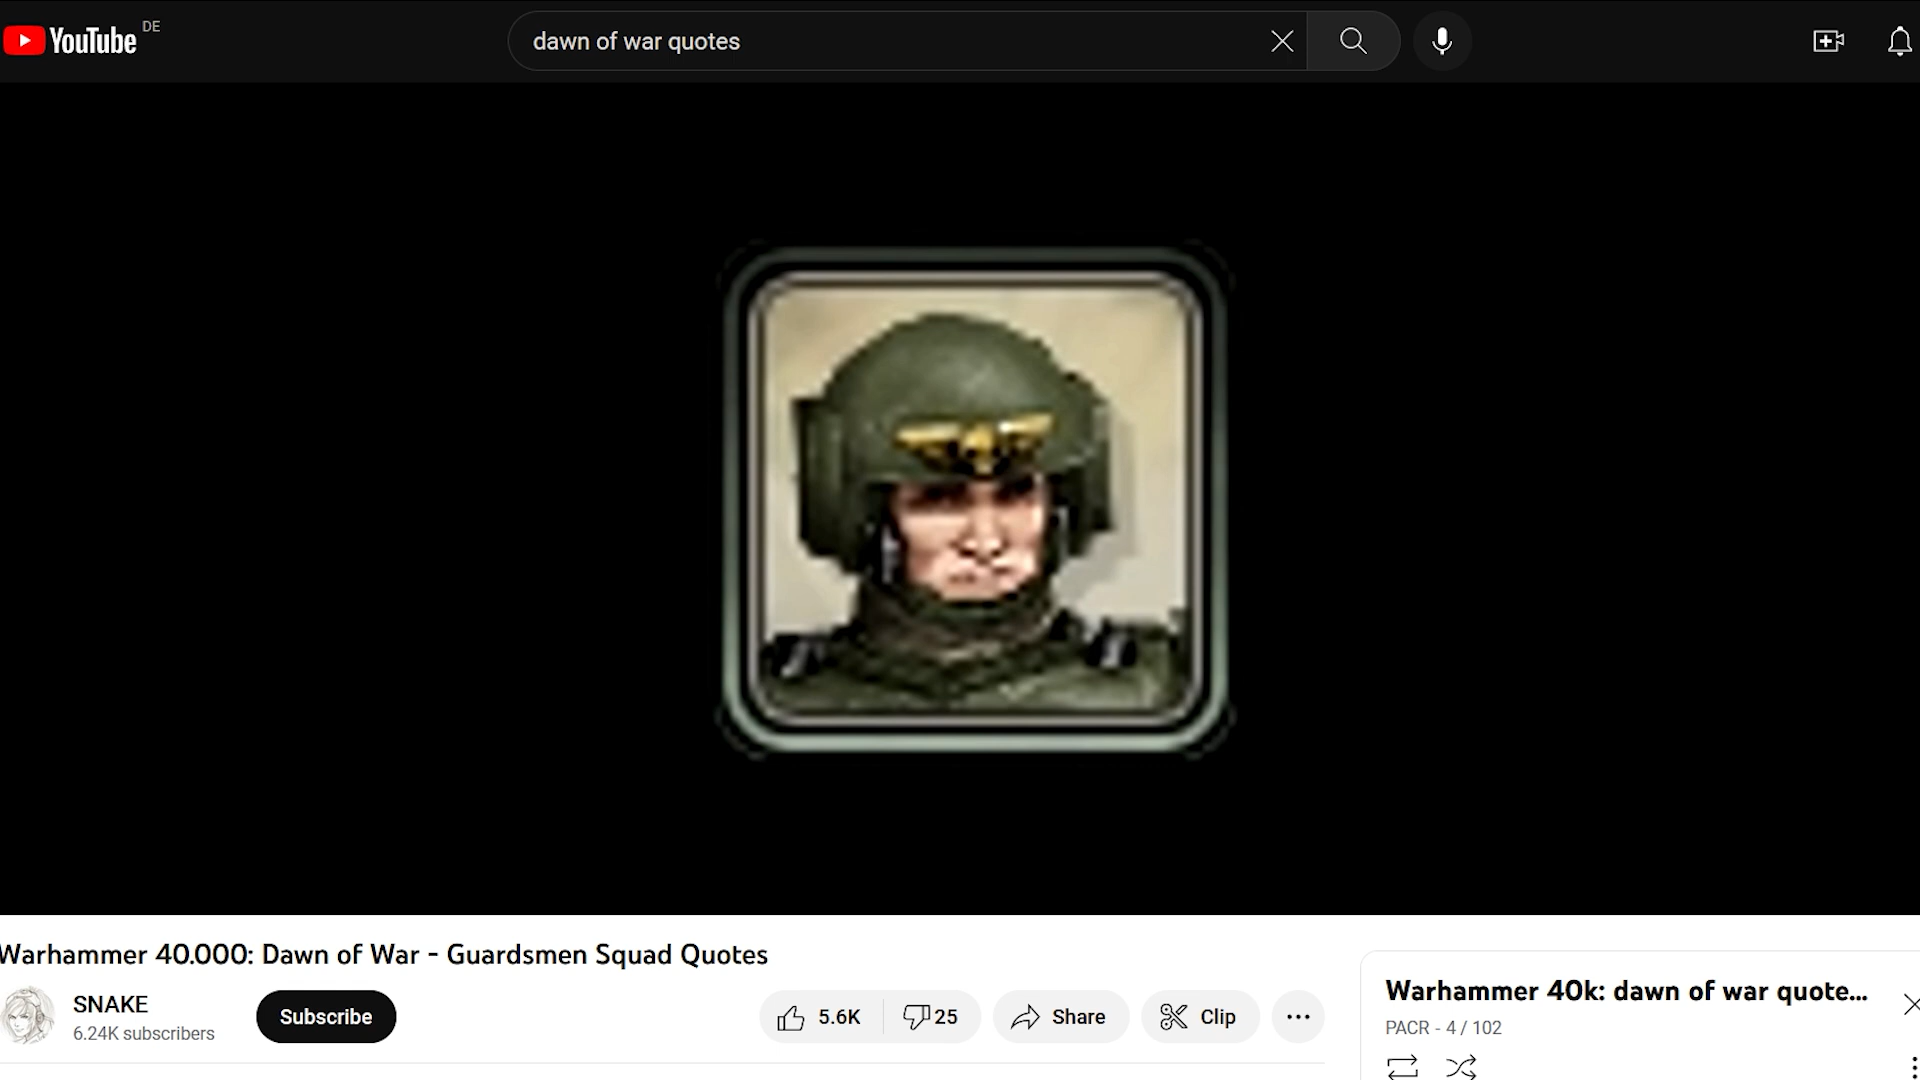 YouTube DE
dawn of war quotes
Warhammer 40.000: Dawn of War - Guardsmen Squad Quotes
SNAKE
6.24K subscribers
Subscribe
5.6K
25
Share
Clip
Warhammer 40k: dawn of war quote...
PACR - 4 / 102